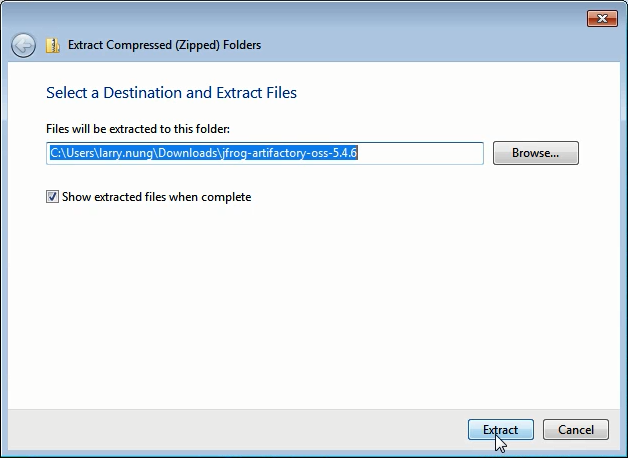 Extract Compressed (Zipped) Folders
Select a Destination and Extract Files
Files will be extracted to this folder:
C:\Users\larry.nung\Downloads\jfrog-artifactory-oss-5.4.6
Browse...
Show extracted files when complete
Extract
Cancel